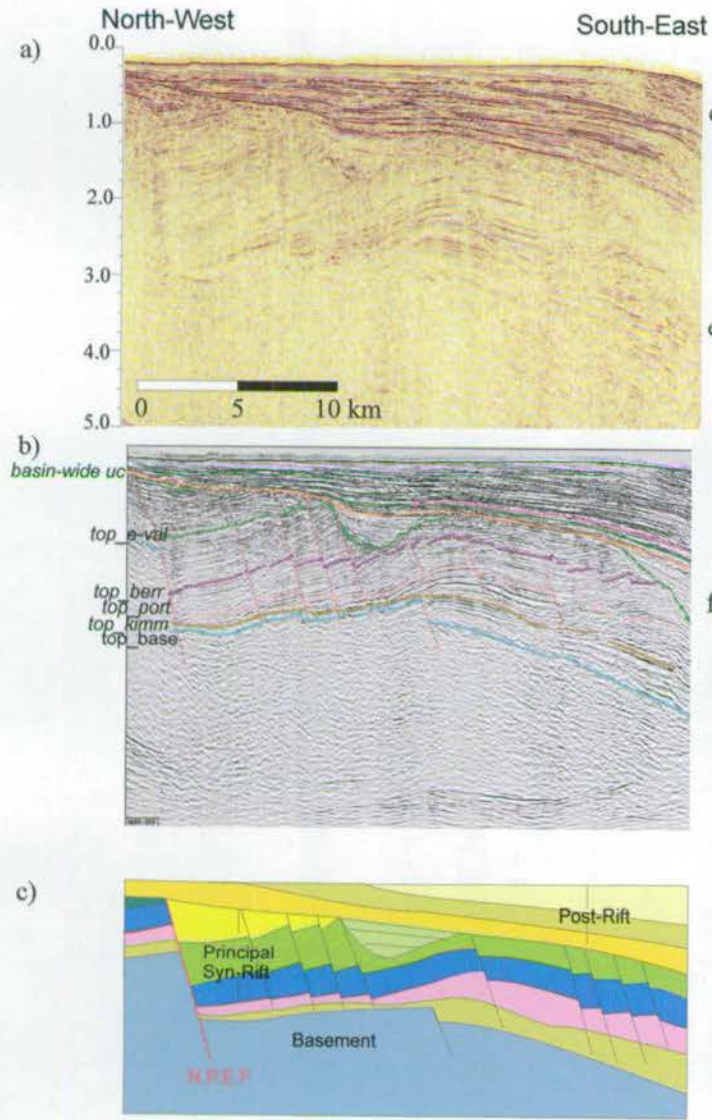 North-West
South-East
a)
0.0
1.0
2.0
3.0
4.0
5.0
0 5 10 km
b)
basin-wide uc
top_e-val
top_berr
top_port
top_kimm
top_base
c)
Post-Rift
Principal
Syn-Rift
Basement
N.F.E.F